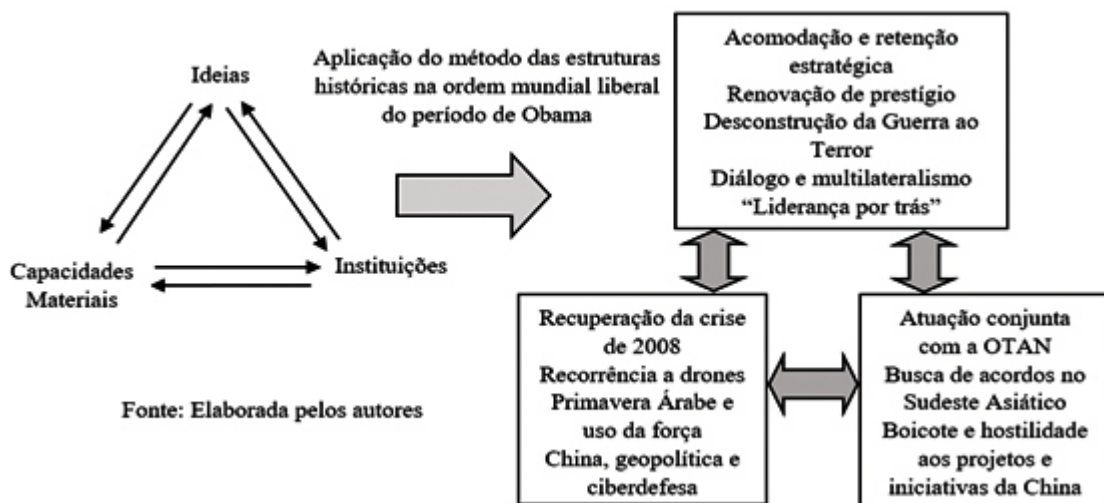 Ideias
Capacidades
Materiais
Instituições
Aplicação do método das estruturas
históricas na ordem mundial liberal
do período de Obama
Acomodação e retenção
estratégica
Renovação de prestígio
Desconstrução da Guerra ao
Terror
Diálogo e multilateralismo
“Liderança por trás”
Recuperação da crise
de 2008
Recorrência a drones
Primavera Árabe e
uso da força
China, geopolítica e
ciberdefesa
Atuação conjunta
com a OTAN
Busca de acordos no
Sudeste Asiático
Boicote e hostilidade
aos projetos e
iniciativas da China
Fonte: Elaborada pelos autores